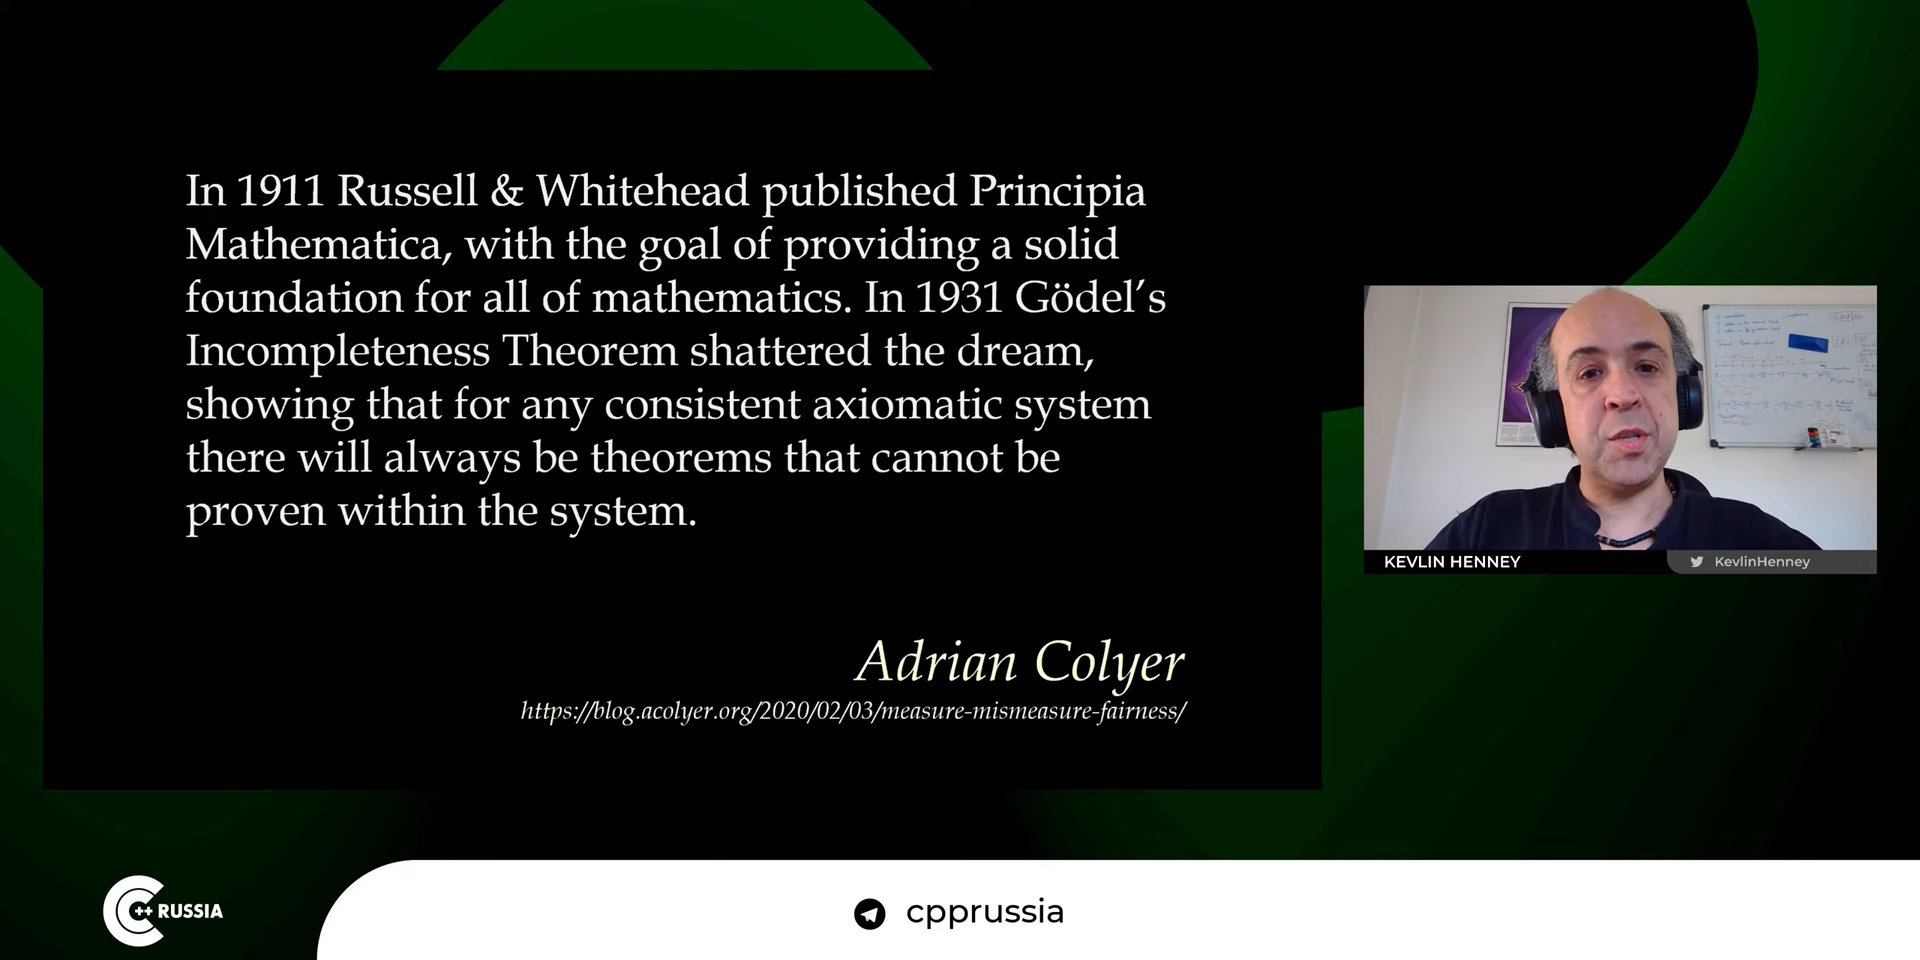 In 1911 Russell & Whitehead published Principia
Mathematica, with the goal of providing a solid
foundation for all of mathematics. In 1931 Gödel’s
Incompleteness Theorem shattered the dream,
showing that for any consistent axiomatic system
there will always be theorems that cannot be
proven within the system.
Adrian Colyer
https://blog.acolyer.org/2020/02/03/measure-mismeasure-fairness/
KEVLIN HENNEY
KevlinHenney
C++ RUSSIA
cpprussia